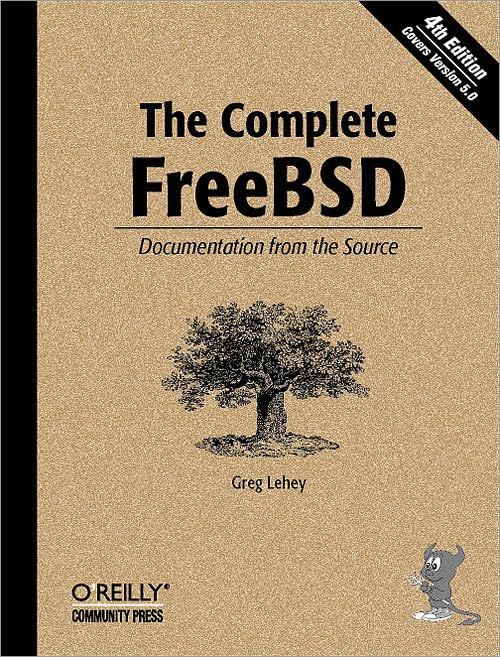 4th Edition
Covers Version 5.0
The Complete
FreeBSD
Documentation from the Source
Greg Lehey
O'REILLY®
COMMUNITY PRESS